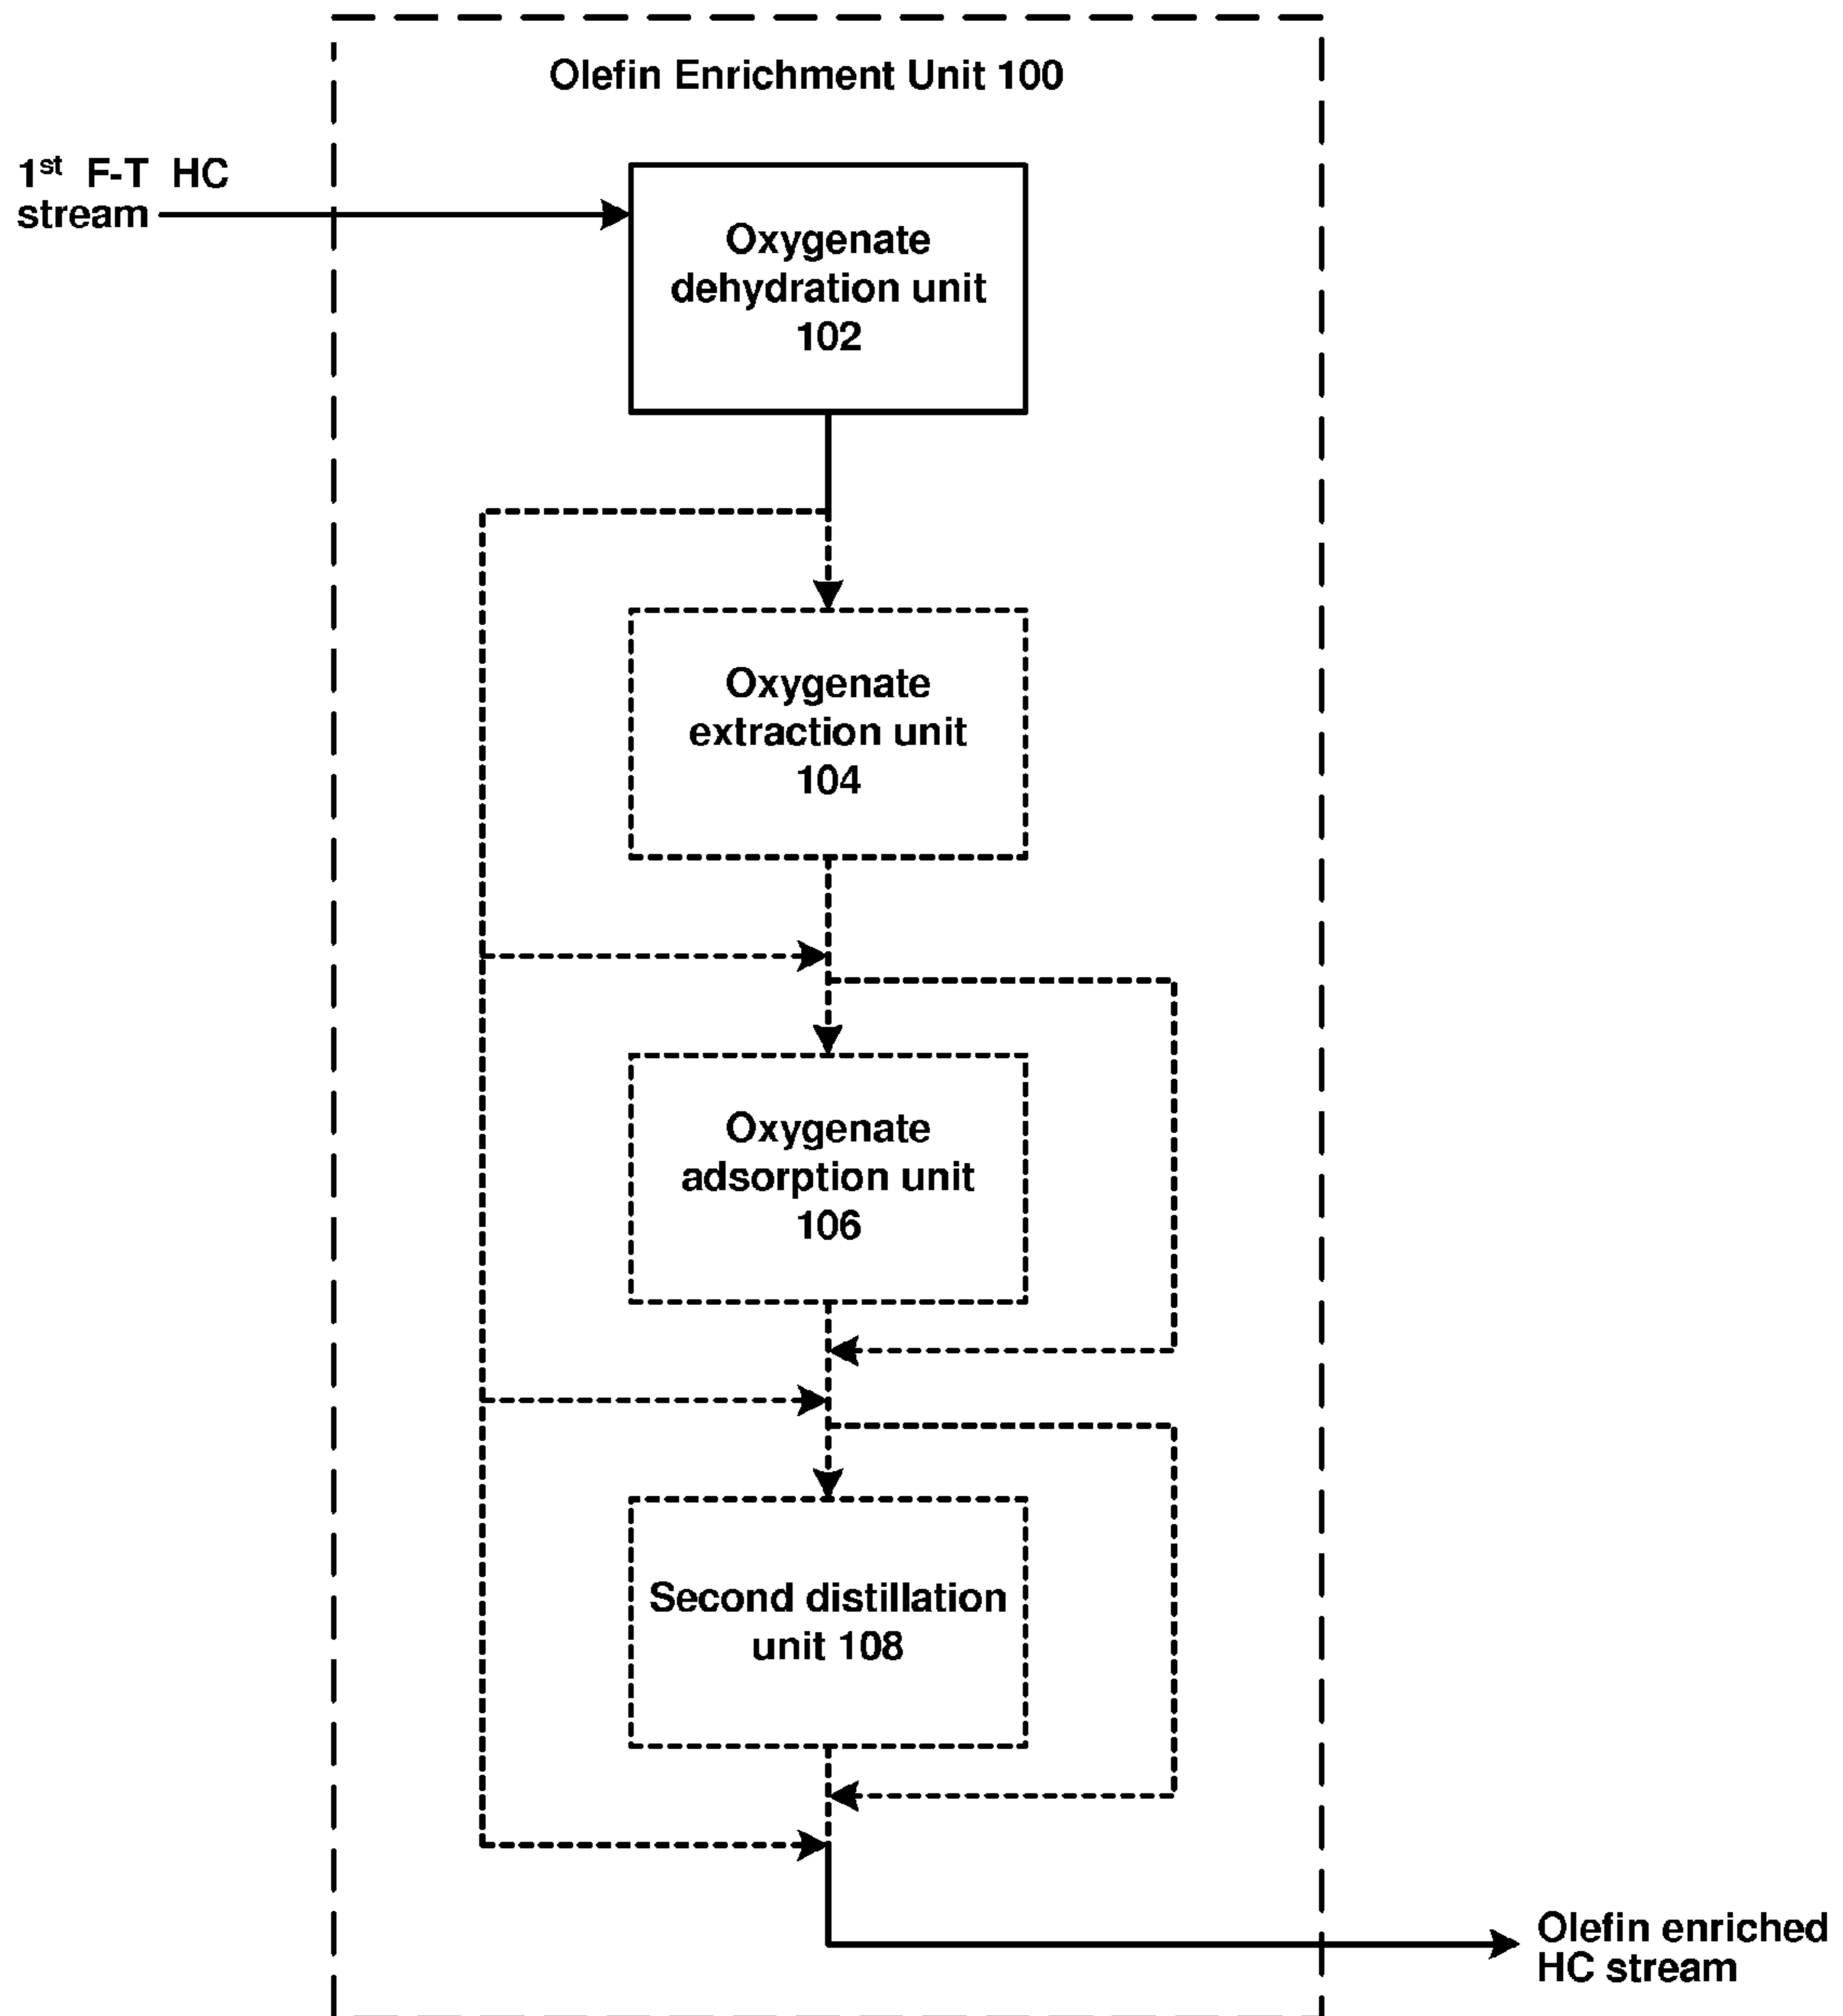 Olefin Enrichment Unit 100
1st F-T HC
stream
Oxygenate
dehydration unit
102
Oxygenate
extraction unit
104
Oxygenate
adsorption unit
106
Second distillation
unit 108
Olefin enriched
HC stream